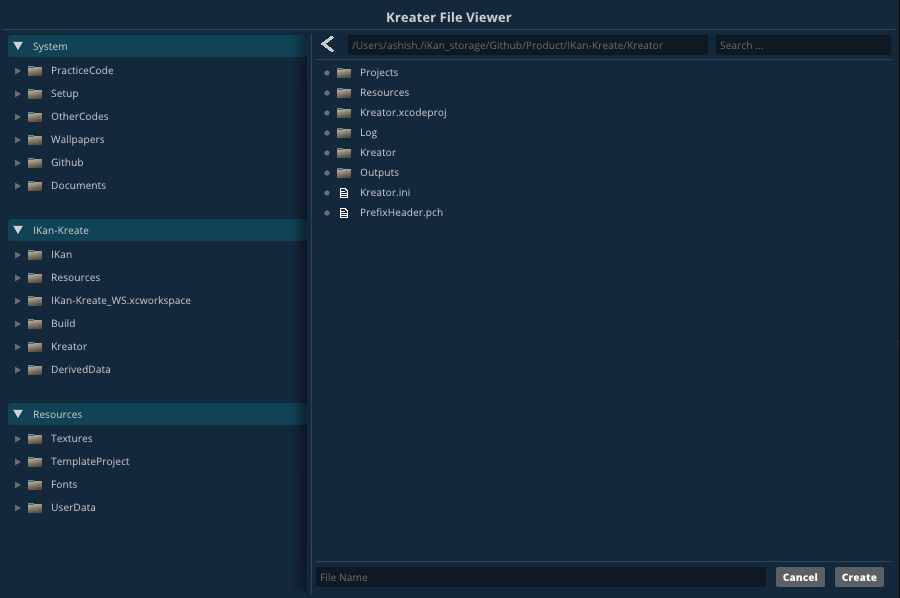 Kreater File Viewer
System
PracticeCode
Setup
OtherCodes
Wallpapers
Github
Documents
IKan-Kreate
IKan
Resources
IKan-Kreate_WS.xcworkspace
Build
Kreator
DerivedData
Resources
Textures
TemplateProject
Fonts
UserData
/Users/ashish./iKan_storage/Github/Product/IKan-Kreate/Kreator
Search ...
Projects
Resources
Kreator.xcodeproj
Log
Kreator
Outputs
Kreator.ini
PrefixHeader.pch
File Name
Cancel
Create